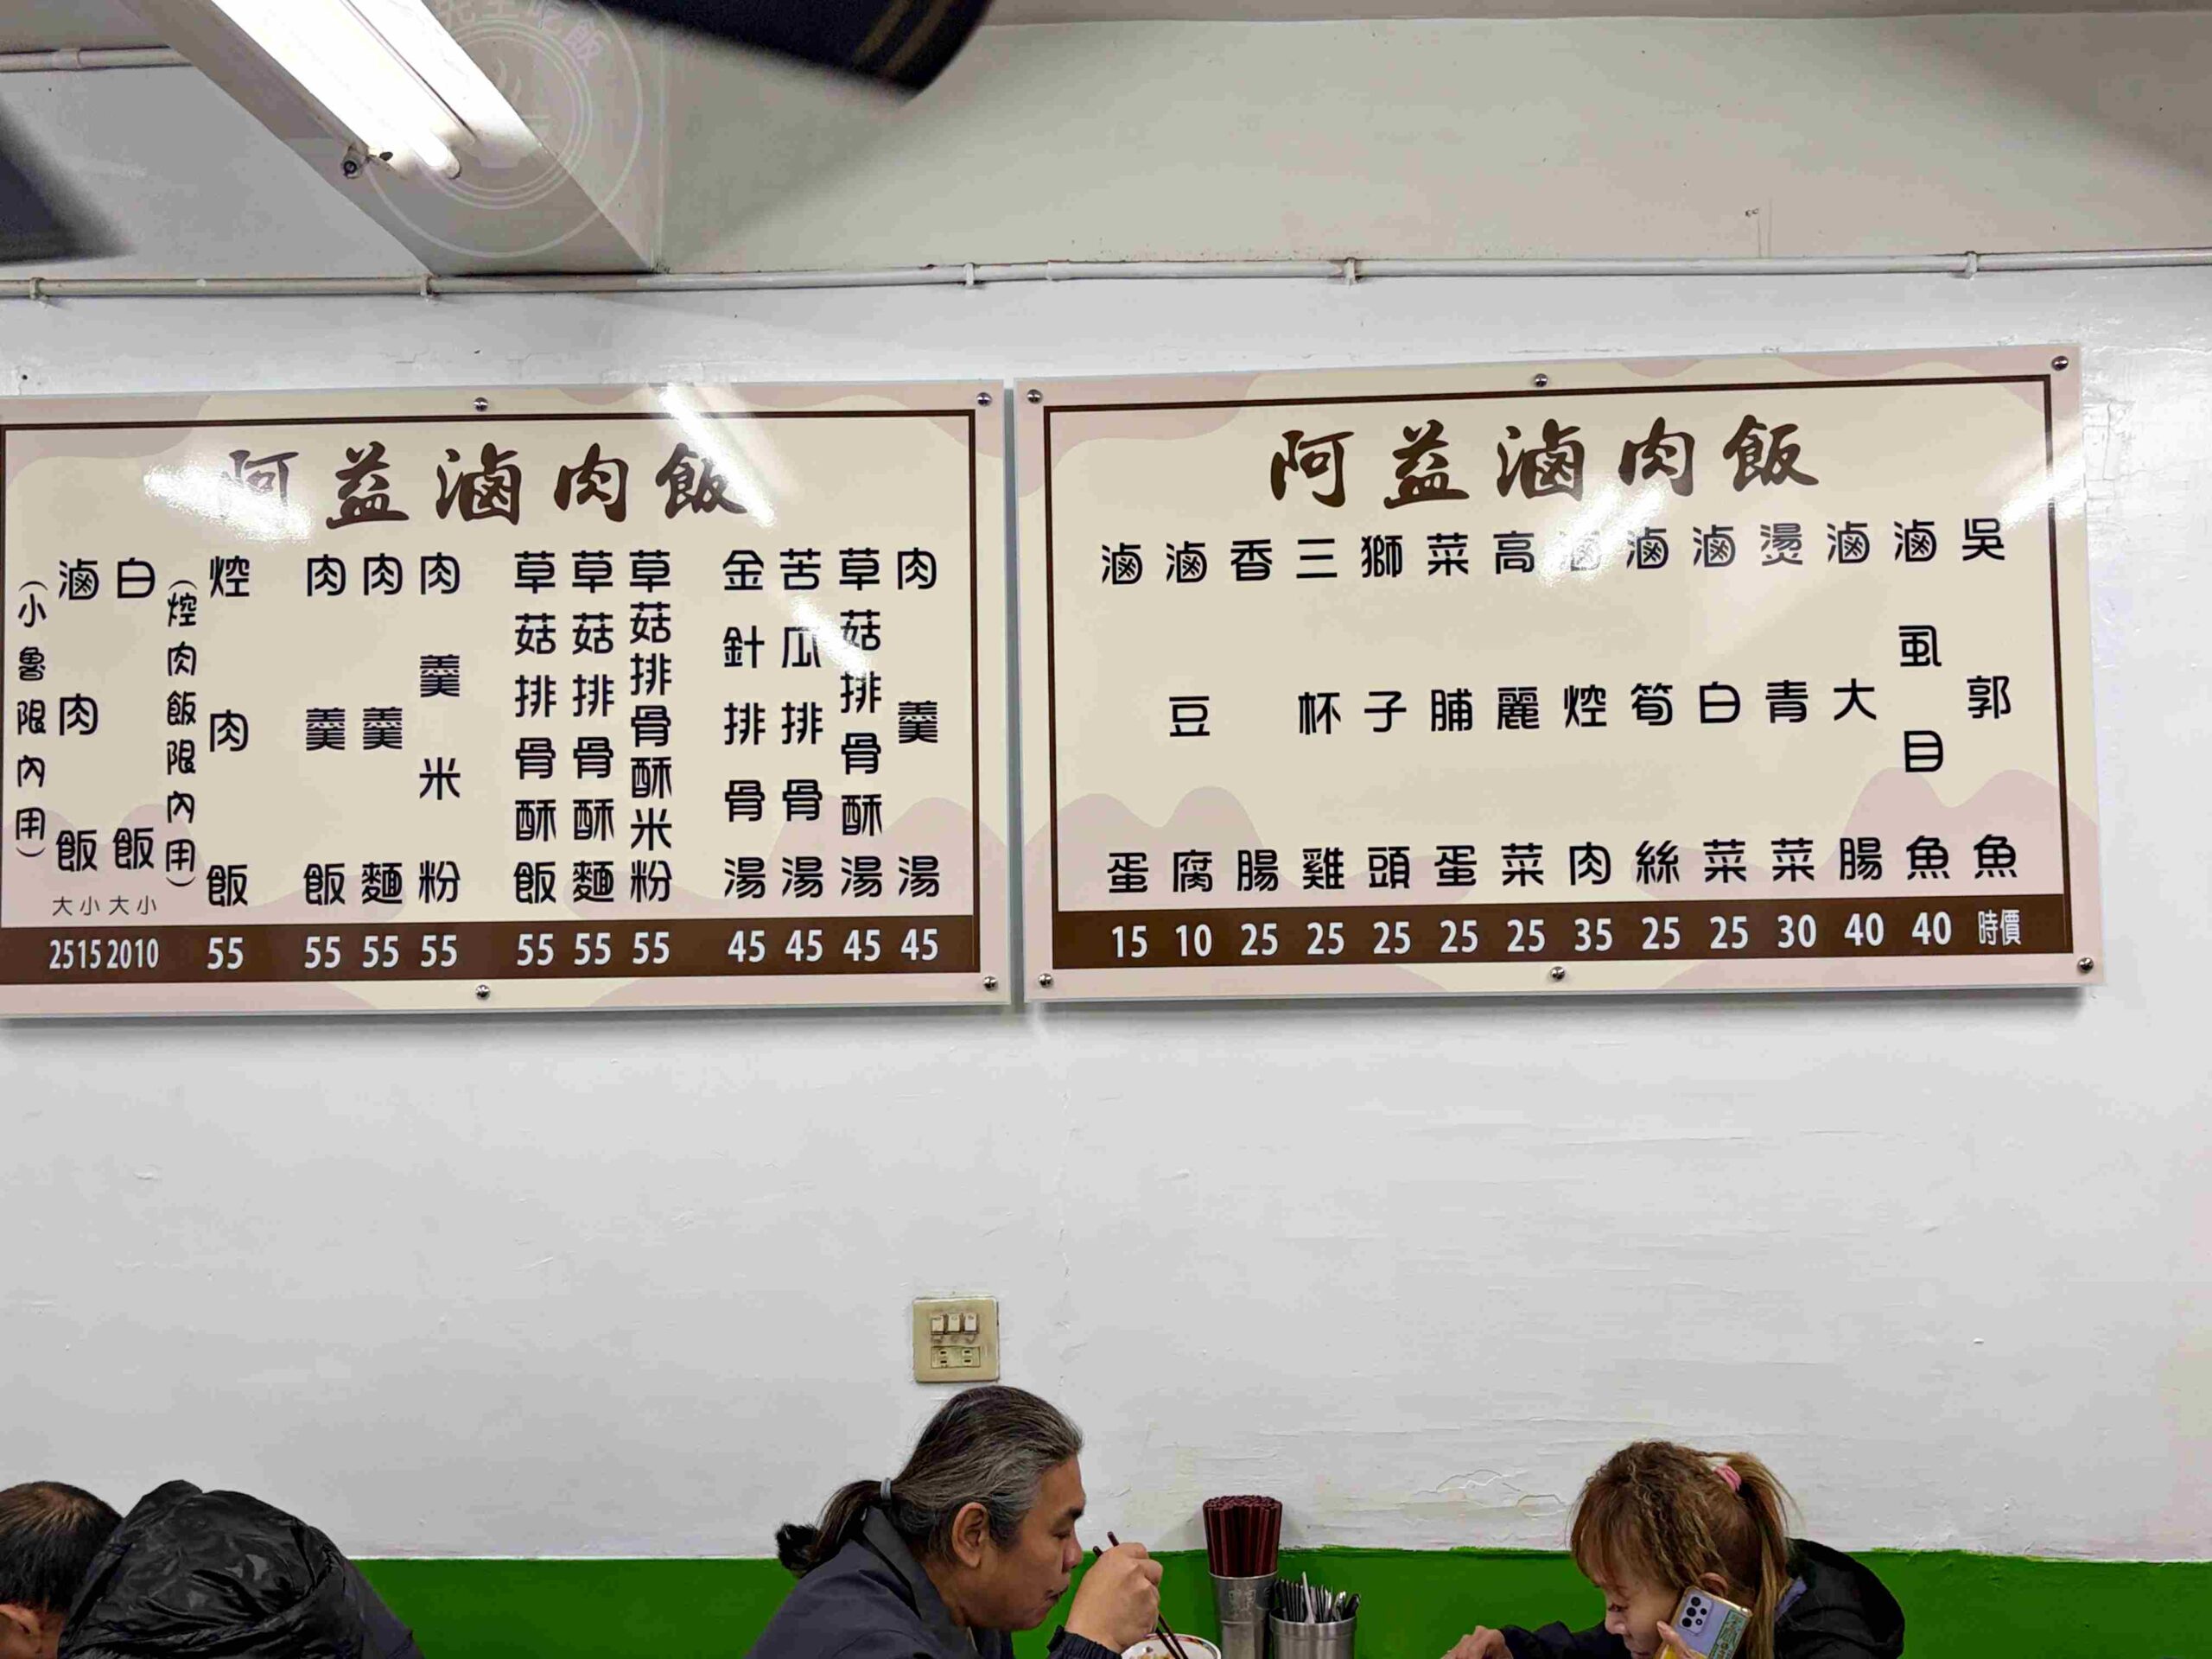 先生吃飯
阿益滷肉飯
(小魯限內用)
滷肉飯 大 小 25 15
白飯 大 小 20 10
(焢肉飯限內用)
焢肉飯 55
肉羹飯 55
肉羹麵 55
肉羹米粉 55
草菇排骨酥飯 55
草菇排骨酥麵 55
草菇排骨酥米粉 55
金針排骨湯 45
苦瓜排骨湯 45
草菇排骨酥湯 45
肉羹湯 45
阿益滷肉飯
滷蛋 15
滷豆腐 10
香腸 25
三杯雞 25
獅子頭 25
菜脯蛋 25
高麗菜 25
滷焢肉 35
滷筍絲 25
滷白菜 25
燙青菜 30
滷大腸 40
滷虱目魚 40
吳郭魚 時價